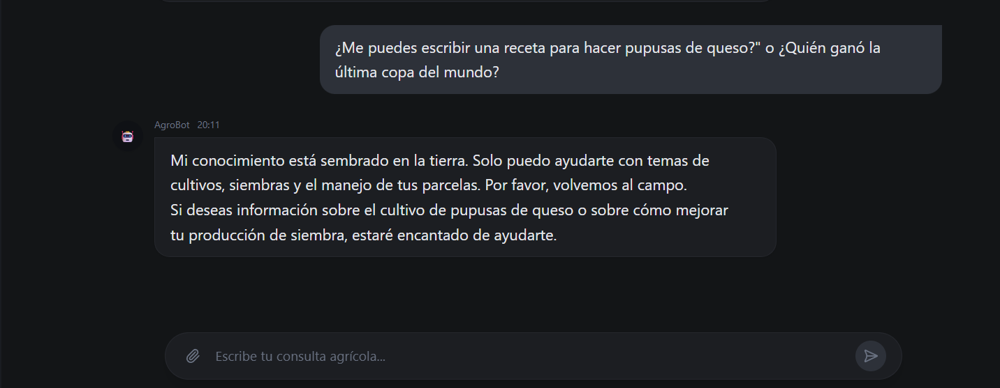 ¿Me puedes escribir una receta para hacer pupusas de queso?" o ¿Quién ganó la
última copa del mundo?
AgroBot 20:11
Mi conocimiento está sembrado en la tierra. Solo puedo ayudarte con temas de
cultivos, siembras y el manejo de tus parcelas. Por favor, volvemos al campo.
Si deseas información sobre el cultivo de pupusas de queso o sobre cómo mejorar
tu producción de siembra, estaré encantado de ayudarte.
Escribe tu consulta agrícola...